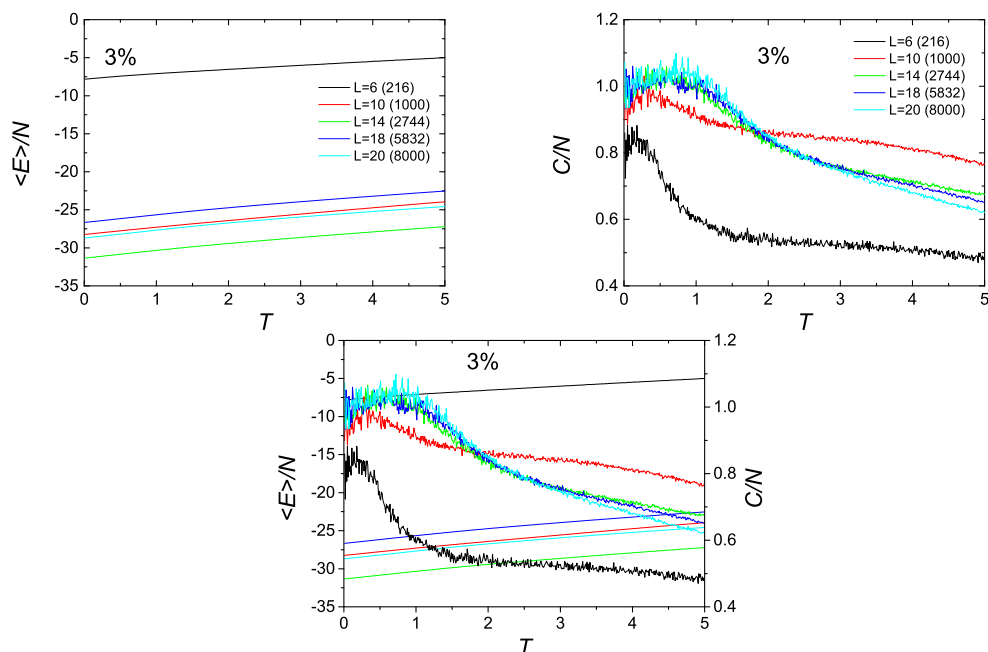 0
-5
-10
-15
-20
-25
-30
-35
<E>/N
3%
L=6 (216)
L=10 (1000)
L=14 (2744)
L=18 (5832)
L=20 (8000)
0 1 2 3 4 5
T
1.2
1.0
0.8
0.6
0.4
C/N
3%
L=6 (216)
L=10 (1000)
L=14 (2744)
L=18 (5832)
L=20 (8000)
0 1 2 3 4 5
T
0
-5
-10
-15
-20
-25
-30
-35
<E>/N
3%
1.2
1.0
0.8
0.6
0.4
C/N
0 1 2 3 4 5
T